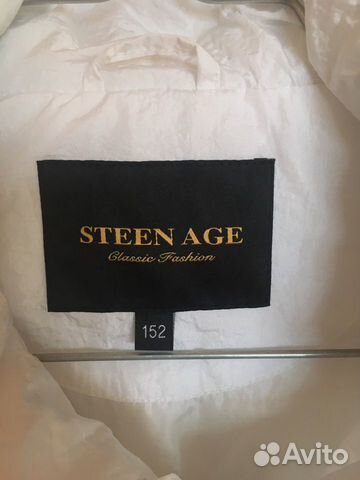 STEEN AGE
Classic Fashion
152
Avito